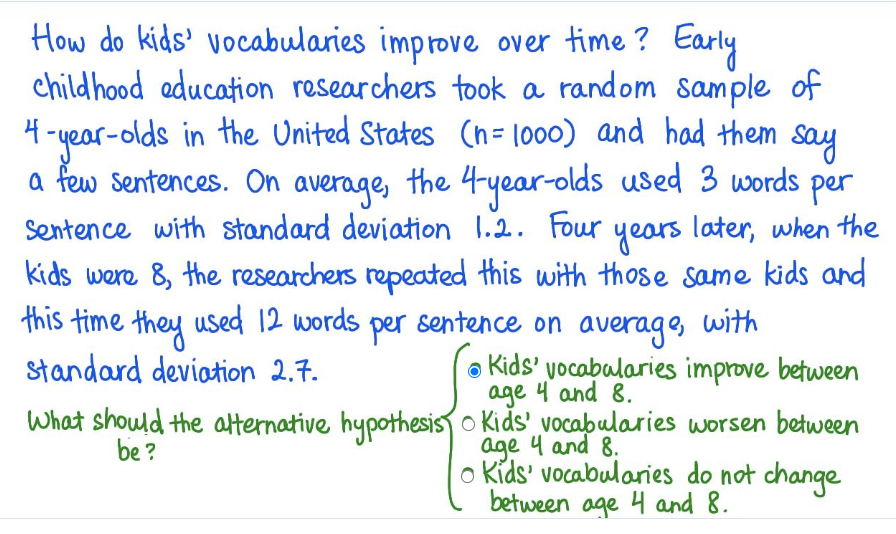 How do kids' vocabularies improve over time? Early
childhood education researchers took a random sample of
4-year-olds in the United States (n=1000) and had them say
a few sentences. On average, the 4-year-olds used 3 words per
sentence with standard deviation 1.2. Four years later, when the
kids were 8, the researchers repeated this with those same kids and
this time they used 12 words per sentence on average, with
standard deviation 2.7.
What should the alternative hypothesis
be?
Kids' vocabularies improve between
age 4 and 8.
Kids' vocabularies worsen between
age 4 and 8.
Kids' vocabularies do not change
between age 4 and 8.